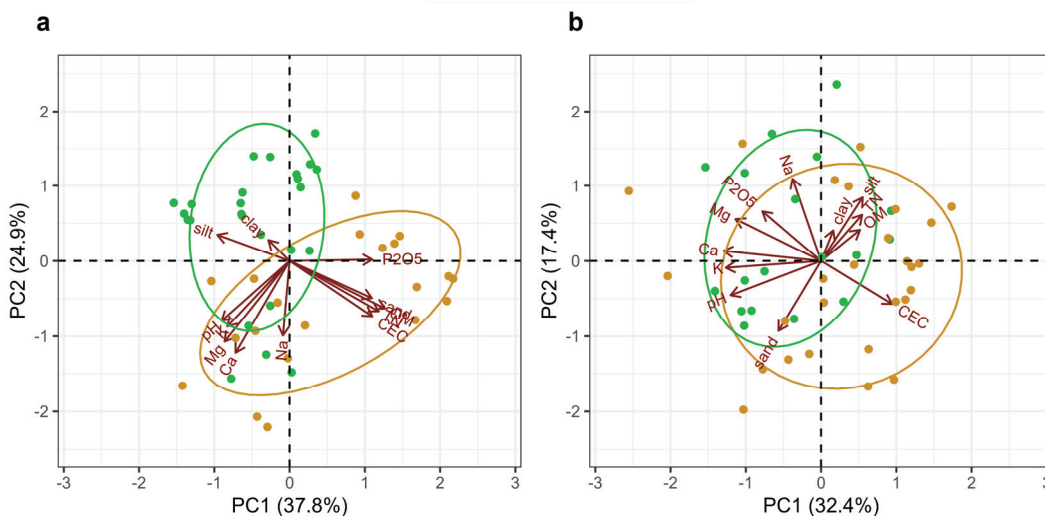 a
b
PC2 (24.9%)
2
1
0
-1
-2
-3
-2
-1
0
1
2
3
PC1 (37.8%)
silt
clay
P2O5
sand
CEC
pH
K
Mg
Ca
Na
PC2 (17.4%)
2
1
0
-1
-2
-3
-2
-1
0
1
2
3
PC1 (32.4%)
Na
P2O5
Mg
Ca
K
pH
sand
clay
silt
TN
OM
CEC